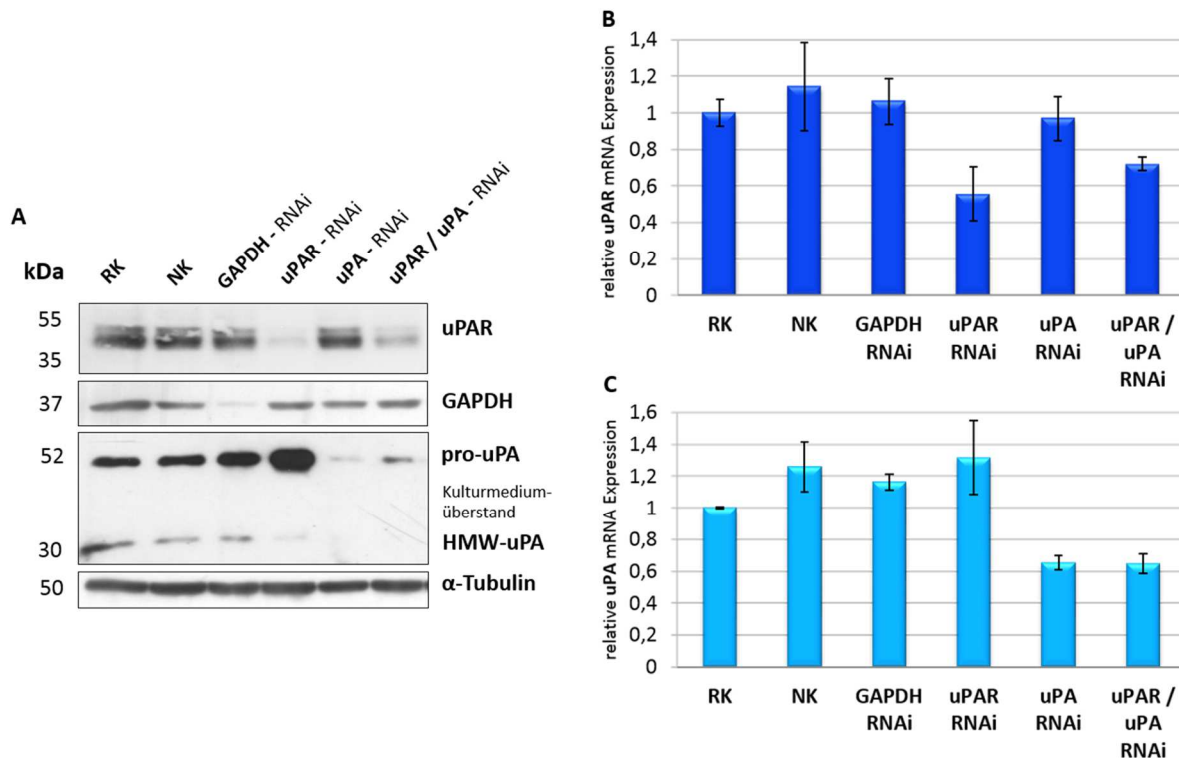 A
kDa
RK
NK
GAPDH - RNAi
uPAR - RNAi
uPA - RNAi
uPAR / uPA - RNAi
55
35
uPAR
37
GAPDH
52
pro-uPA
Kulturmedium-
überstand
30
HMW-uPA
50
α-Tubulin
B
relative uPAR mRNA Expression
1,4
1,2
1
0,8
0,6
0,4
0,2
0
RK
NK
GAPDH
RNAi
uPAR
RNAi
uPA
RNAi
uPAR /
uPA
RNAi
C
relative uPA mRNA Expression
1,6
1,4
1,2
1
0,8
0,6
0,4
0,2
0
RK
NK
GAPDH
RNAi
uPAR
RNAi
uPA
RNAi
uPAR /
uPA
RNAi